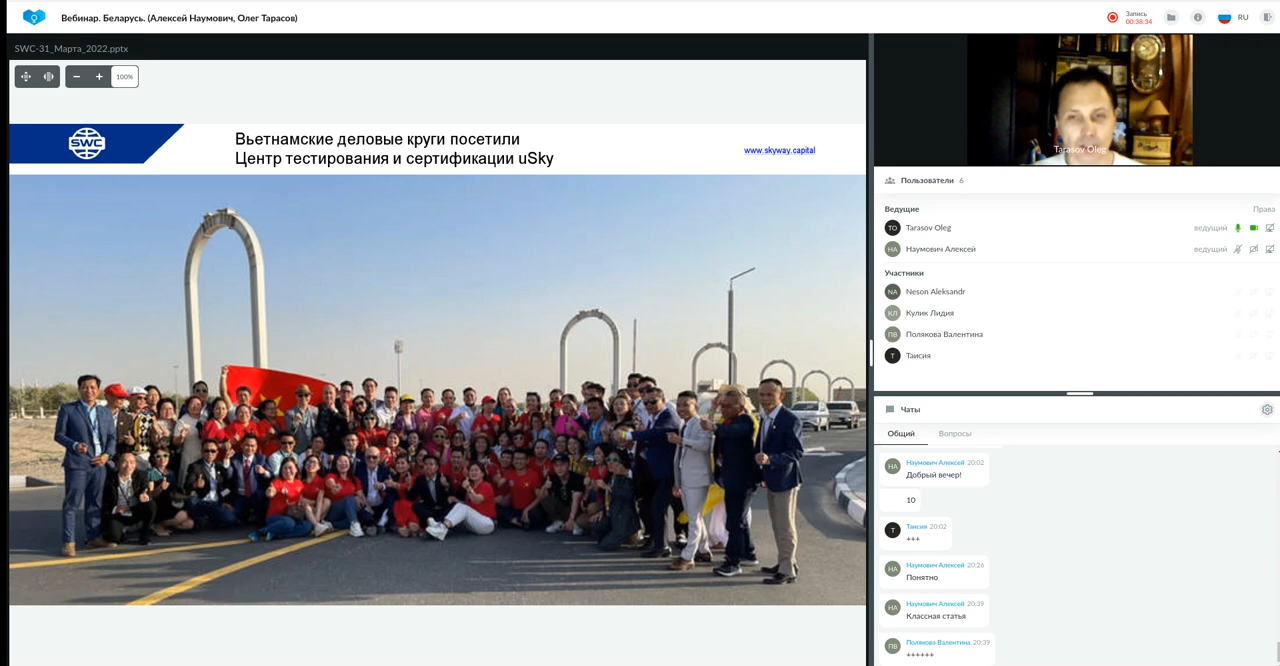 Вебинар. Беларусь. (Алексей Наумович, Олег Тарасов)
Запись
00:38:34
RU
SWC-31_Марта_2022.pptx
100%
SWC
Вьетнамские деловые круги посетили
Центр тестирования и сертификации uSky
www.skyway.capital
Tarasov Oleg
Пользователи 6
Ведущие Права
TO Tarasov Oleg ведущий
НА Наумович Алексей ведущий
Участники
NA Neson Aleksandr
КЛ Кулик Лидия
ПВ Полякова Валентина
Т Таисия
Чаты
Общий Вопросы
НА Наумович Алексей 20:02
Добрый вечер!
10
Т Таисия 20:02
+++
НА Наумович Алексей 20:26
Понятно
НА Наумович Алексей 20:39
Классная статья
ПВ Полякова Валентина 20:39
++++++